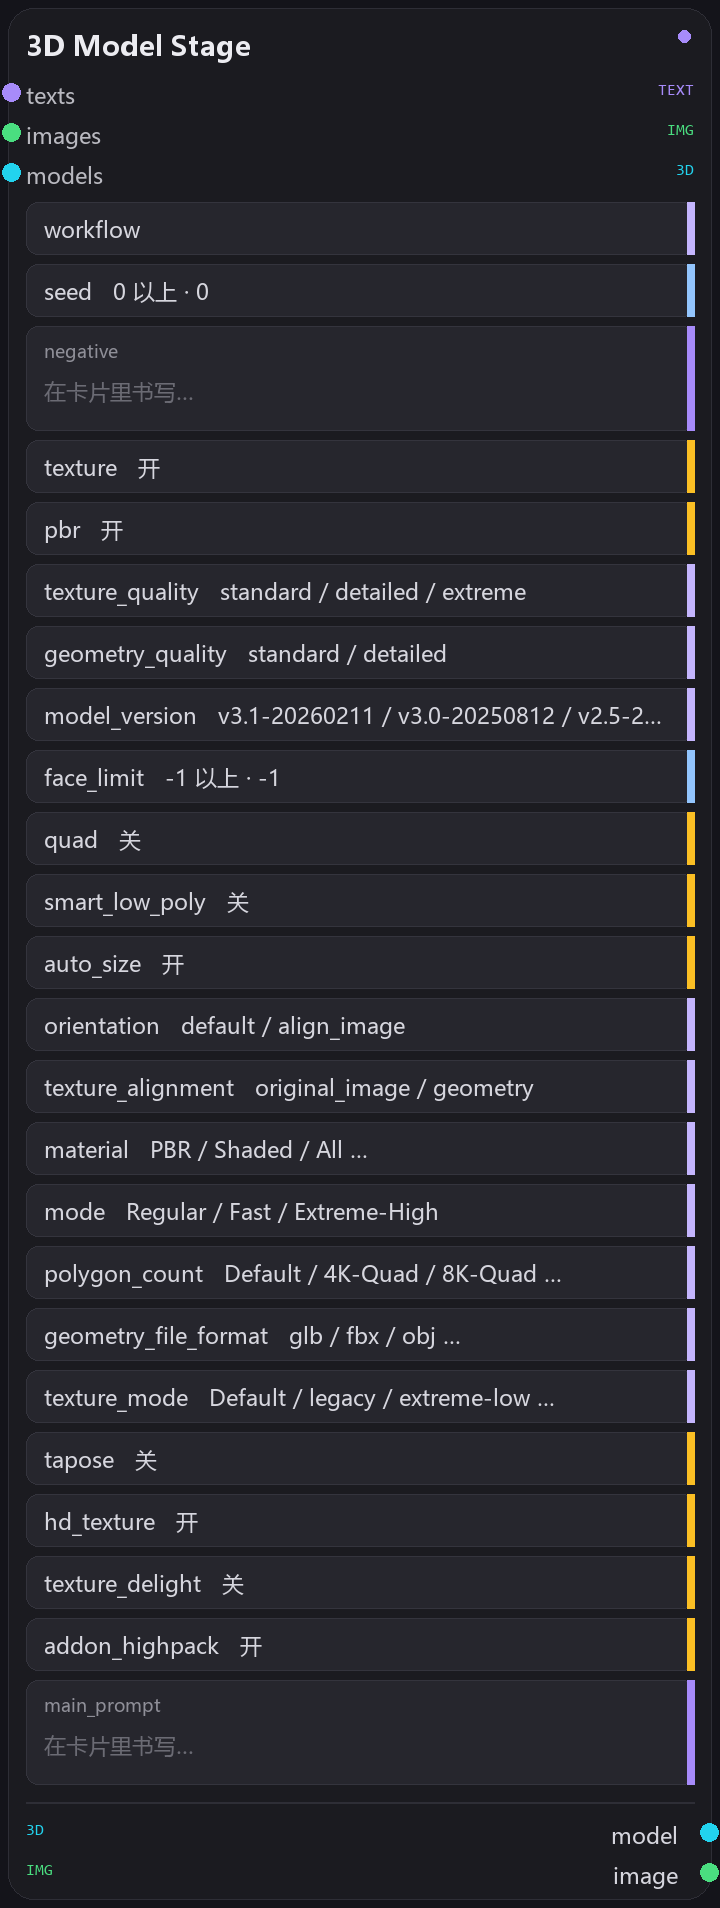 3D Model Stage
texts TEXT
images IMG
models 3D
workflow
seed 0 以上 · 0
negative
在卡片里书写...
texture 开
pbr 开
texture_quality standard / detailed / extreme
geometry_quality standard / detailed
model_version v3.1-20260211 / v3.0-20250812 / v2.5-2...
face_limit -1 以上 · -1
quad 关
smart_low_poly 关
auto_size 开
orientation default / align_image
texture_alignment original_image / geometry
material PBR / Shaded / All ...
mode Regular / Fast / Extreme-High
polygon_count Default / 4K-Quad / 8K-Quad ...
geometry_file_format glb / fbx / obj ...
texture_mode Default / legacy / extreme-low ...
tapose 关
hd_texture 开
texture_delight 关
addon_highpack 开
main_prompt
在卡片里书写...
3D model
IMG image